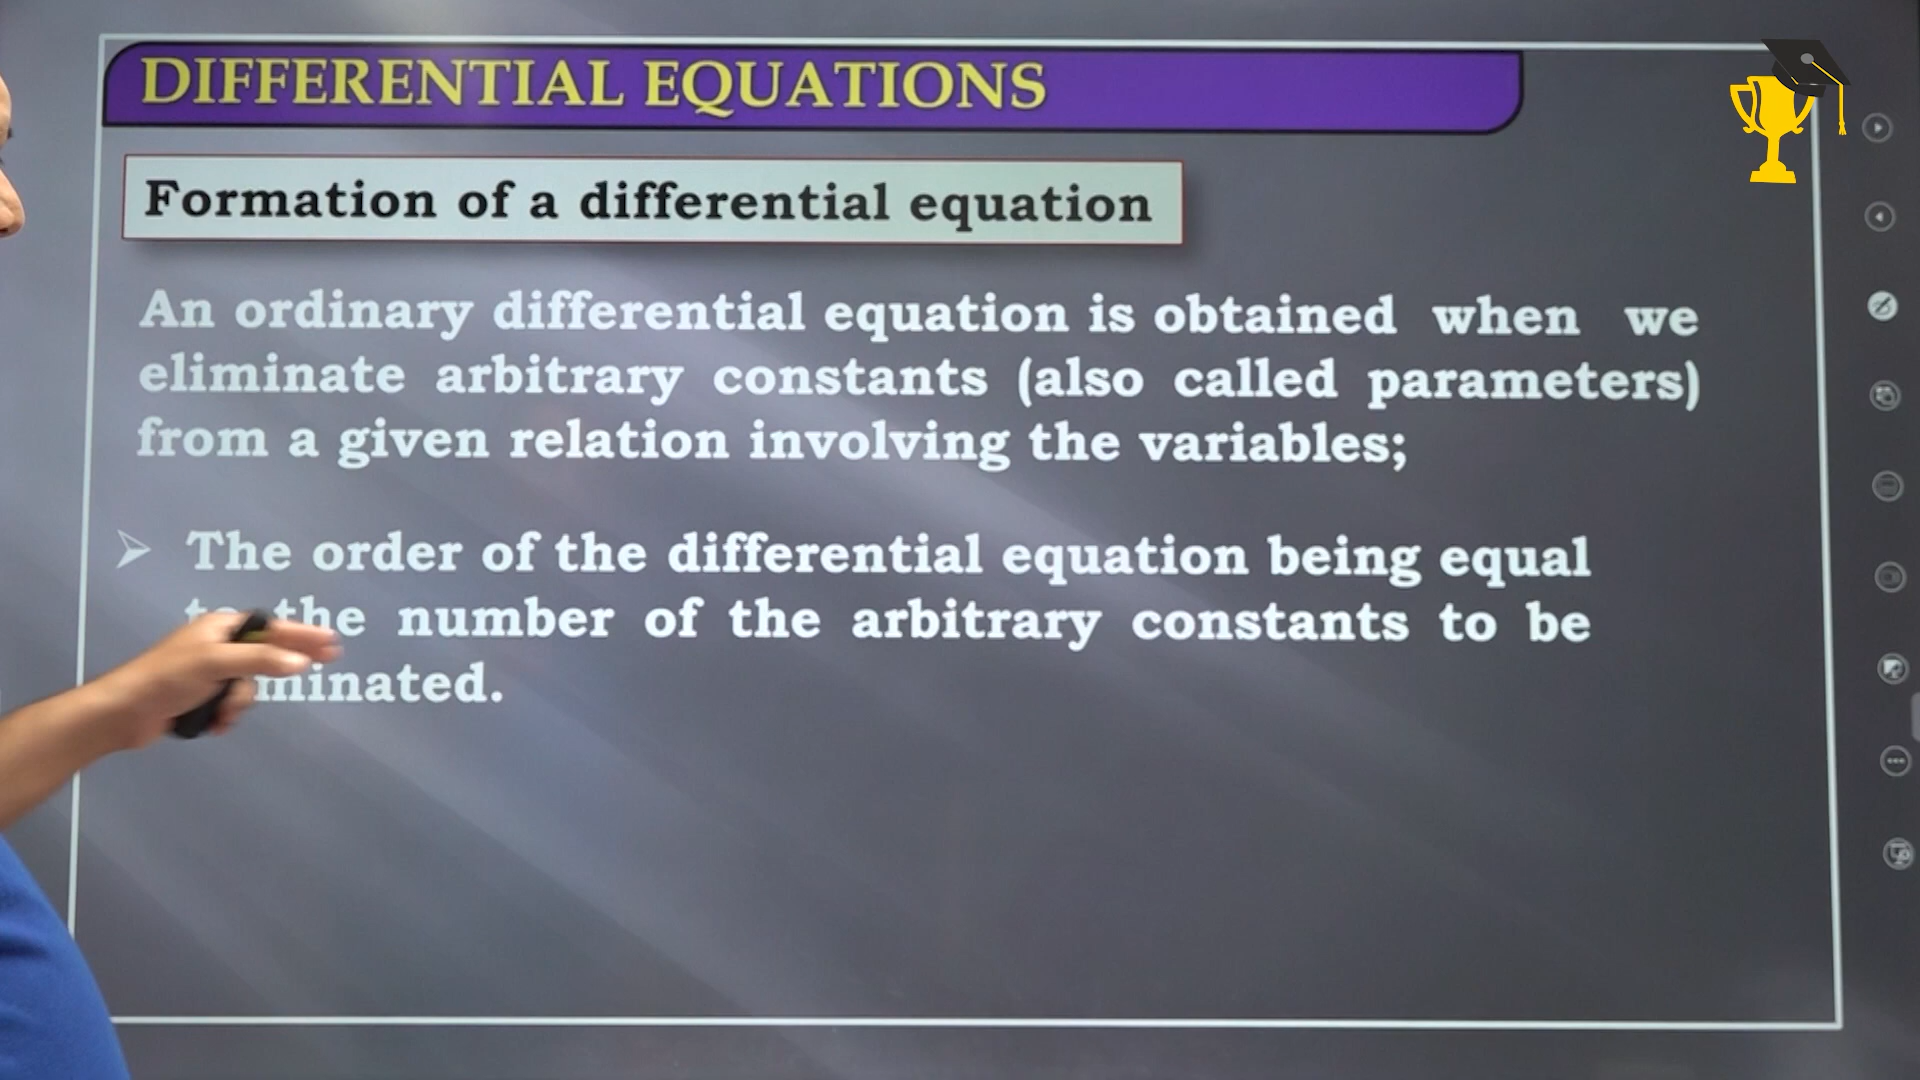 DIFFERENTIAL EQUATIONS
Formation of a differential equation
An ordinary differential equation is obtained when we
eliminate arbitrary constants (also called parameters)
from a given relation involving the variables;
The order of the differential equation being equal
the number of the arbitrary constants to be